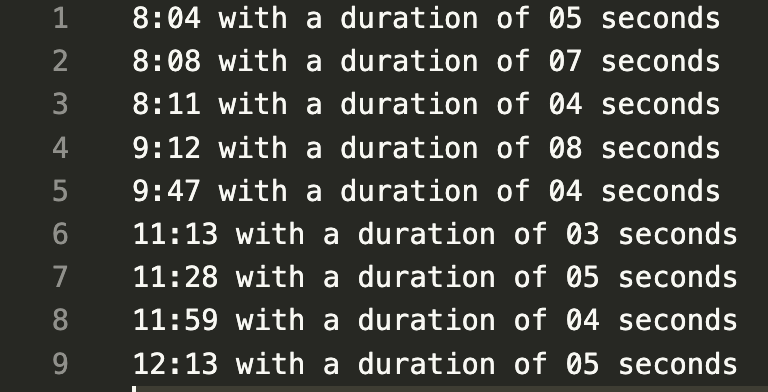 1 8:04 with a duration of 05 seconds
2 8:08 with a duration of 07 seconds
3 8:11 with a duration of 04 seconds
4 9:12 with a duration of 08 seconds
5 9:47 with a duration of 04 seconds
6 11:13 with a duration of 03 seconds
7 11:28 with a duration of 05 seconds
8 11:59 with a duration of 04 seconds
9 12:13 with a duration of 05 seconds